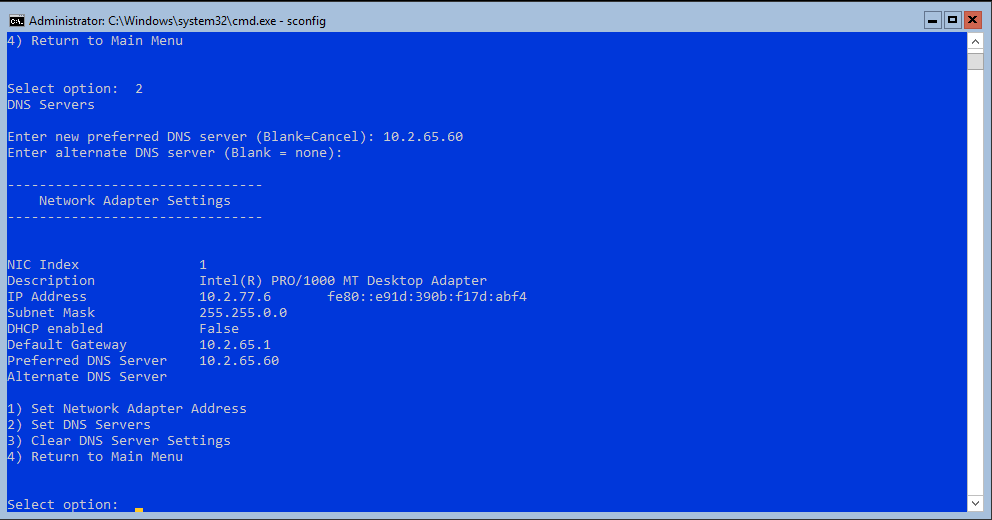 Administrator: C:\Windows\system32\cmd.exe - sconfig
4) Return to Main Menu
Select option: 2
DNS Servers
Enter new preferred DNS server (Blank=Cancel): 10.2.65.60
Enter alternate DNS server (Blank = none):
--------------------------------
Network Adapter Settings
--------------------------------
NIC Index 1
Description Intel(R) PRO/1000 MT Desktop Adapter
IP Address 10.2.77.6 fe80::e91d:390b:f17d:abf4
Subnet Mask 255.255.0.0
DHCP enabled False
Default Gateway 10.2.65.1
Preferred DNS Server 10.2.65.60
Alternate DNS Server
1) Set Network Adapter Address
2) Set DNS Servers
3) Clear DNS Server Settings
4) Return to Main Menu
Select option: